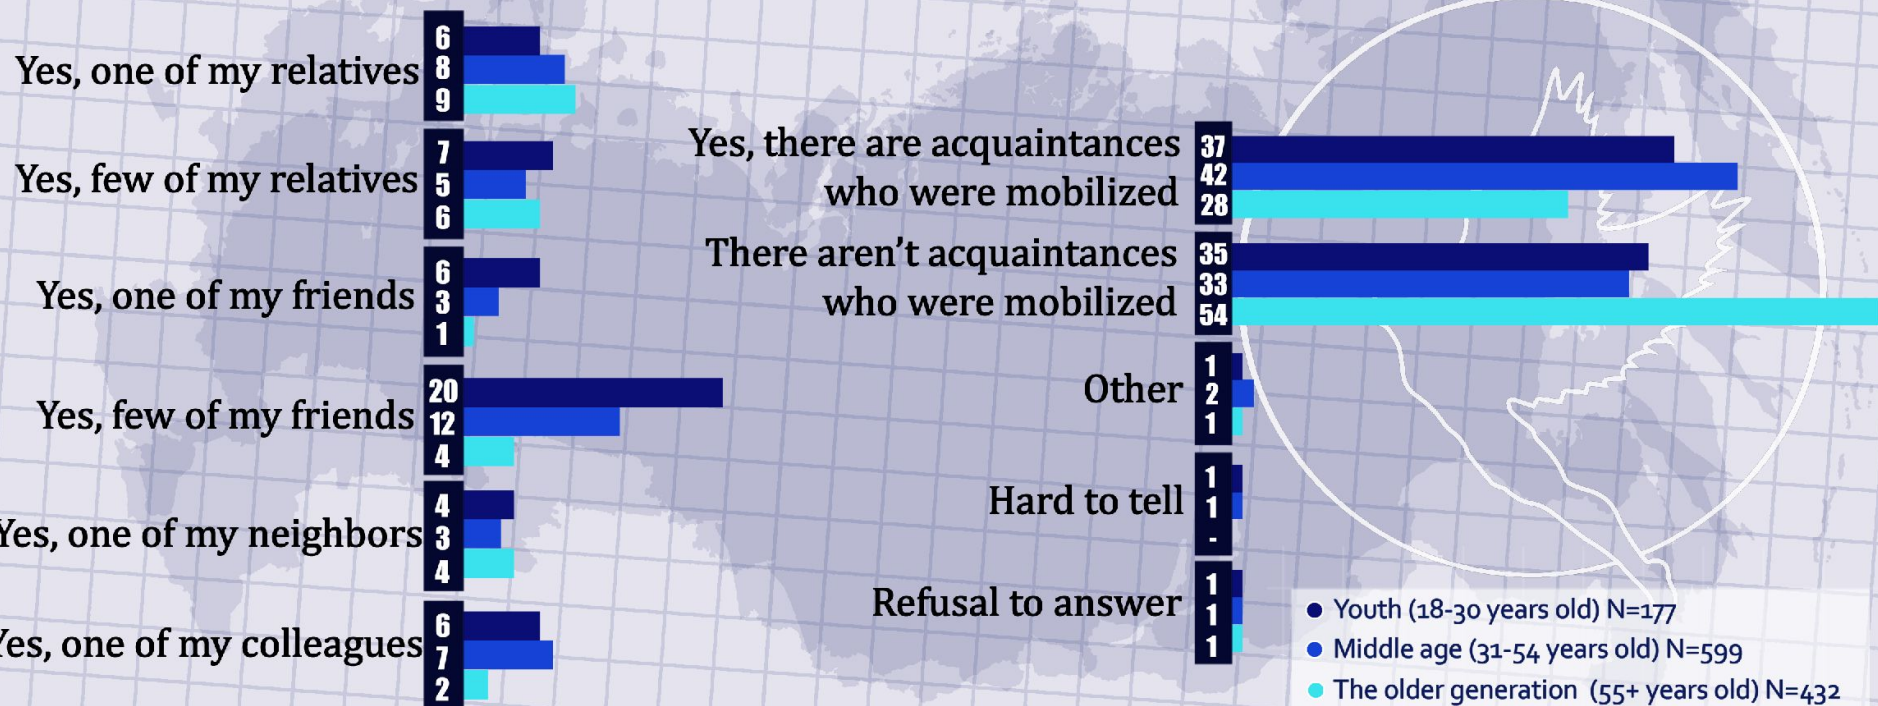 Yes, one of my relatives
6
8
9
Yes, few of my relatives
7
5
6
Yes, one of my friends
6
3
1
Yes, few of my friends
20
12
4
Yes, one of my neighbors
4
3
4
Yes, one of my colleagues
6
7
2
Yes, there are acquaintances
who were mobilized
37
42
28
There aren't acquaintances
who were mobilized
35
33
54
Other
1
2
1
Hard to tell
1
1
-
Refusal to answer
1
1
1
Youth (18-30 years old) N=177
Middle age (31-54 years old) N=599
The older generation (55+ years old) N=432